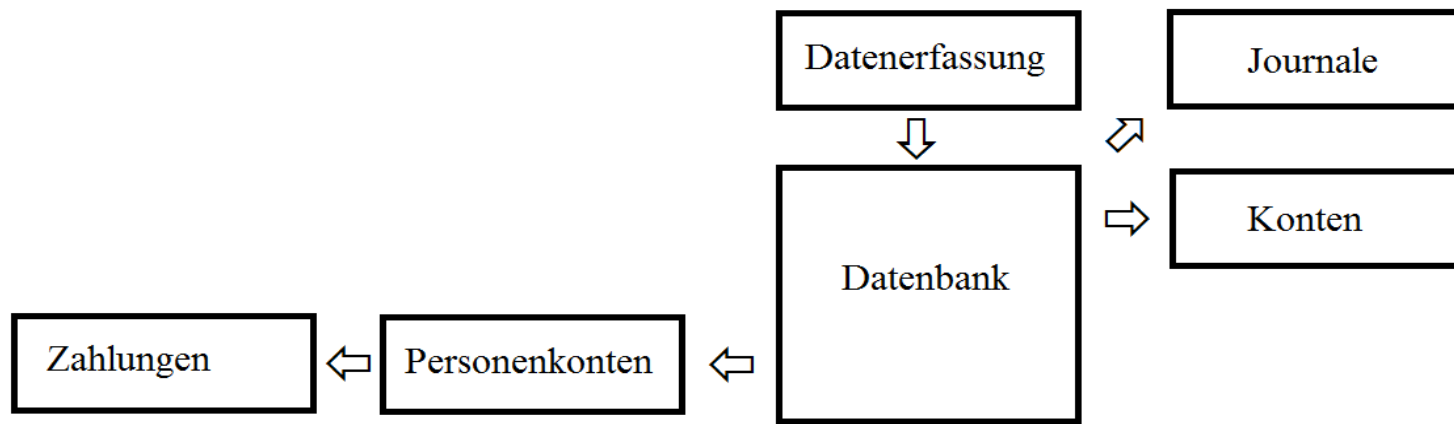 Datenerfassung
Journale
Konten
Datenbank
Zahlungen
Personenkonten